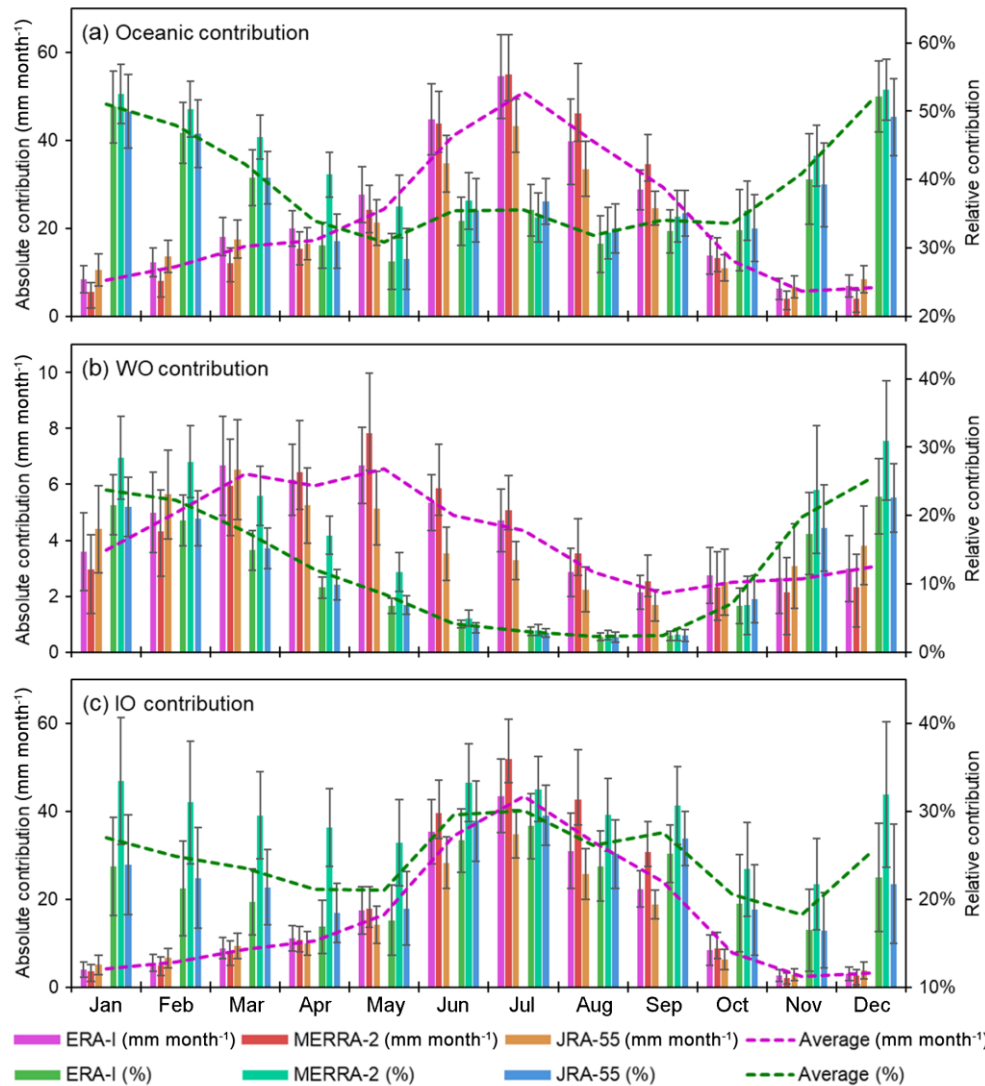 (a) Oceanic contribution
Absolute contribution (mm month⁻¹)
60
40
20
0
Relative contribution
60%
50%
40%
30%
20%
(b) WO contribution
Absolute contribution (mm month⁻¹)
10
8
6
4
2
0
Relative contribution
40%
30%
20%
10%
0%
(c) IO contribution
Absolute contribution (mm month⁻¹)
60
40
20
0
Relative contribution
40%
30%
20%
10%
Jan Feb Mar Apr May Jun Jul Aug Sep Oct Nov Dec
ERA-I (mm month⁻¹) MERRA-2 (mm month⁻¹) JRA-55 (mm month⁻¹) Average (mm month⁻¹)
ERA-I (%) MERRA-2 (%) JRA-55 (%) Average (%)